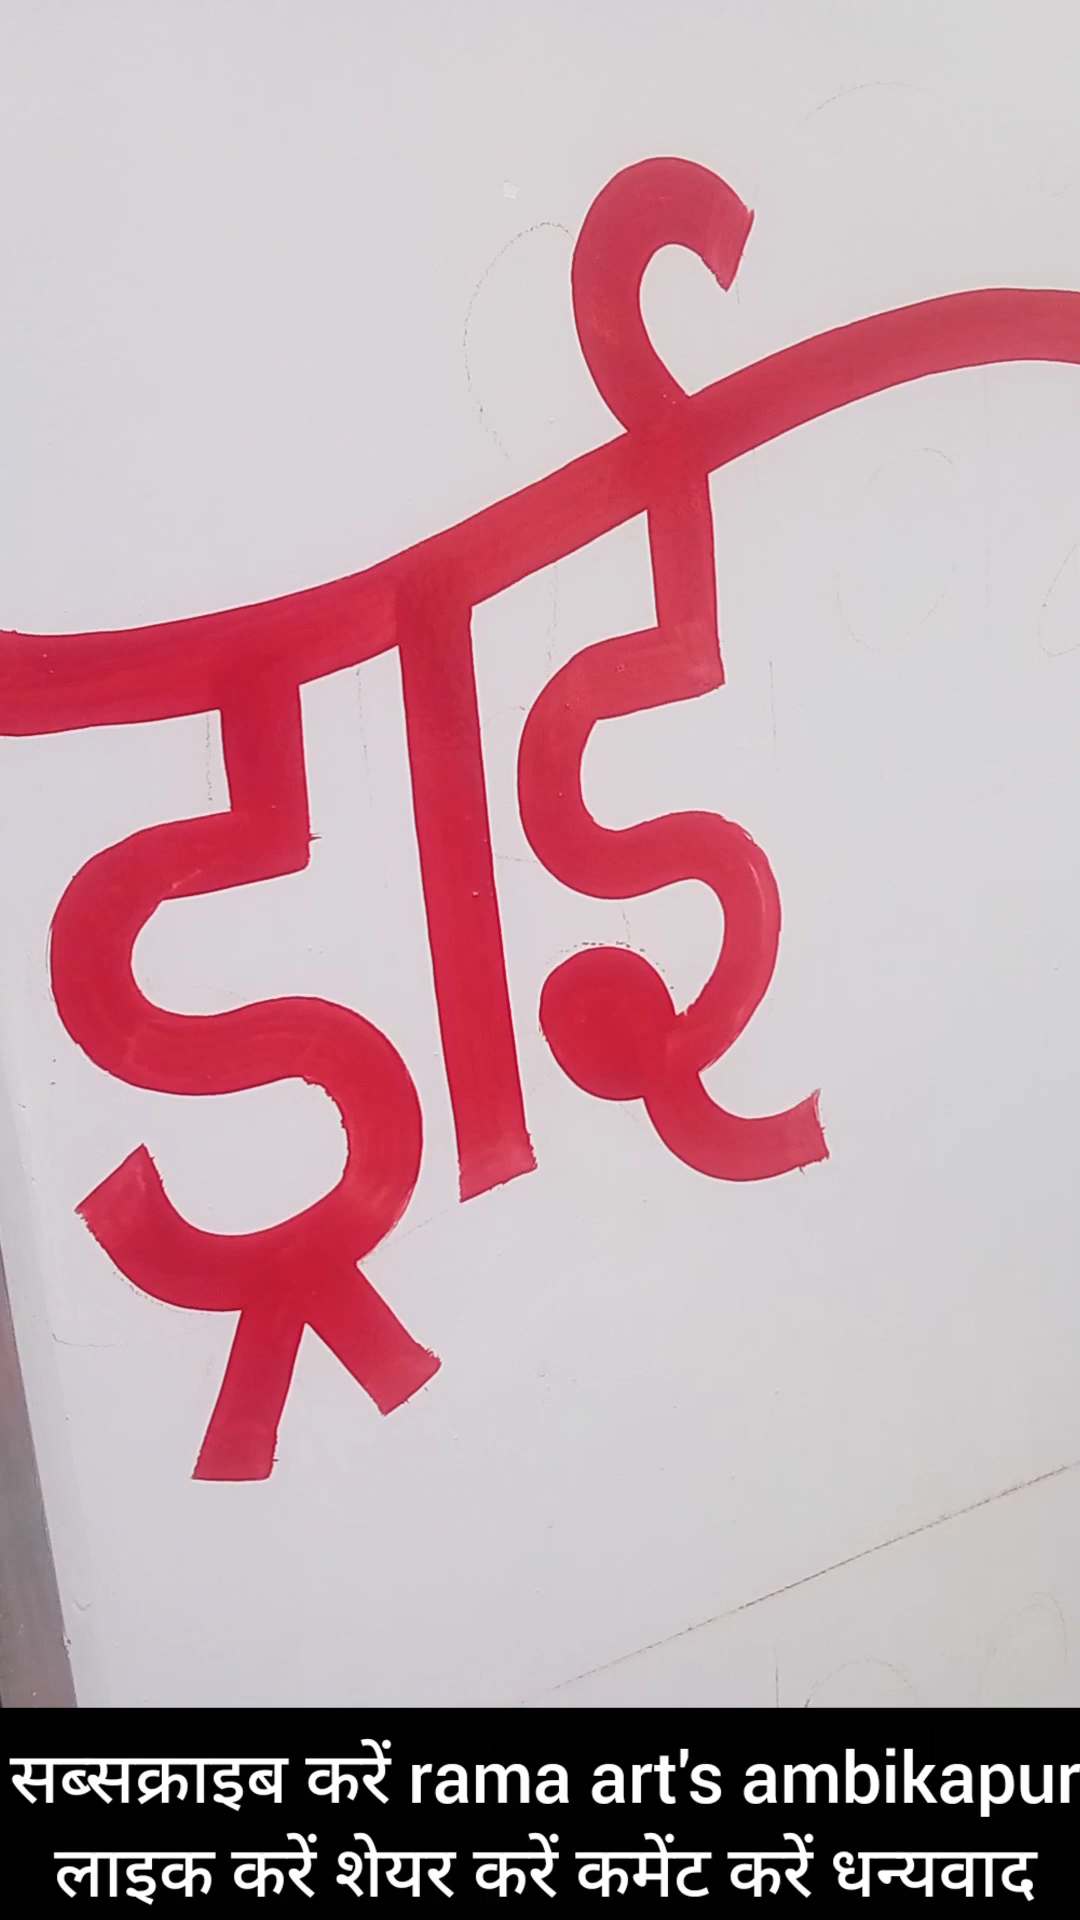 ड्राई
सब्सक्राइब करें rama art's ambikapur
लाइक करें शेयर करें कमेंट करें धन्यवाद